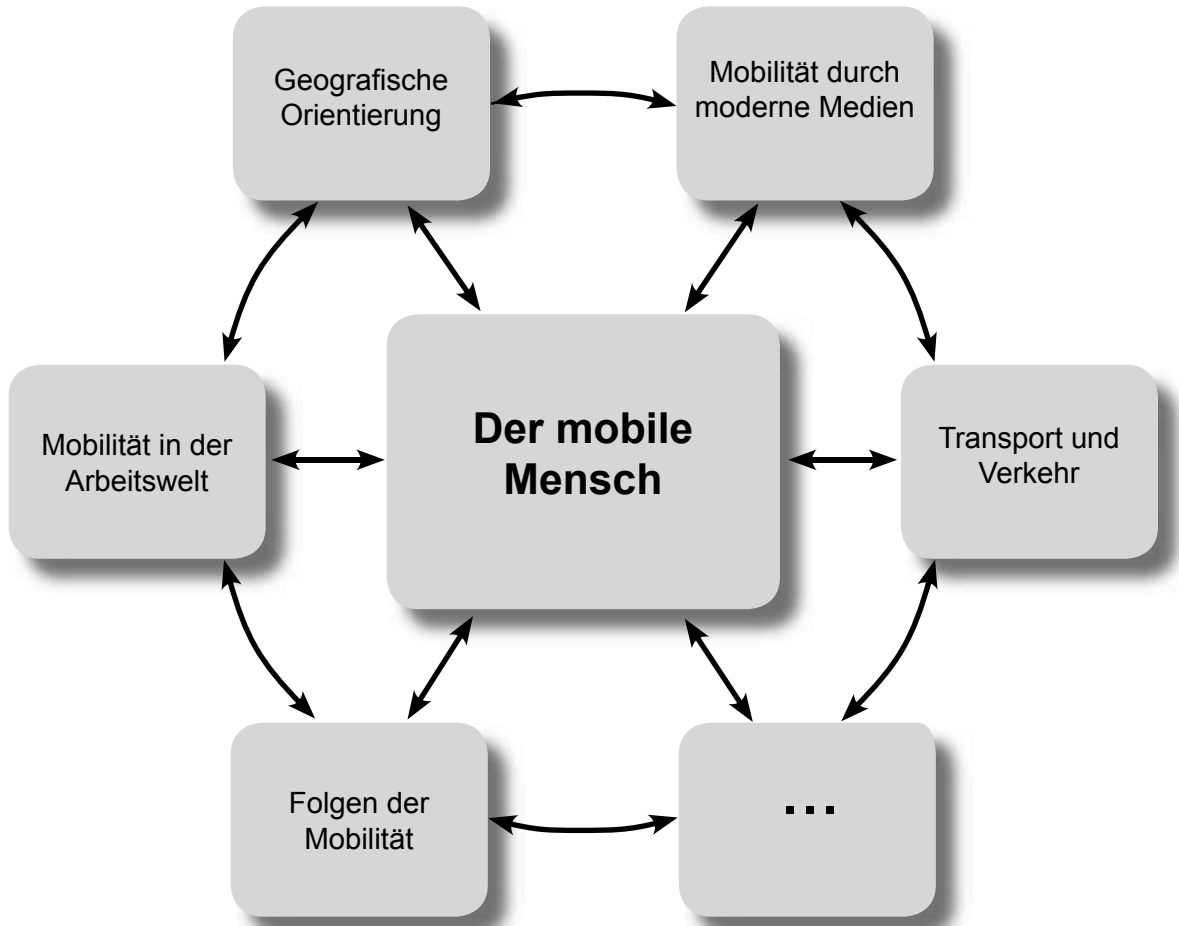 Geografische
Orientierung
Mobilität durch
moderne Medien
Mobilität in der
Arbeitswelt
Der mobile
Mensch
Transport und
Verkehr
Folgen der
Mobilität
...